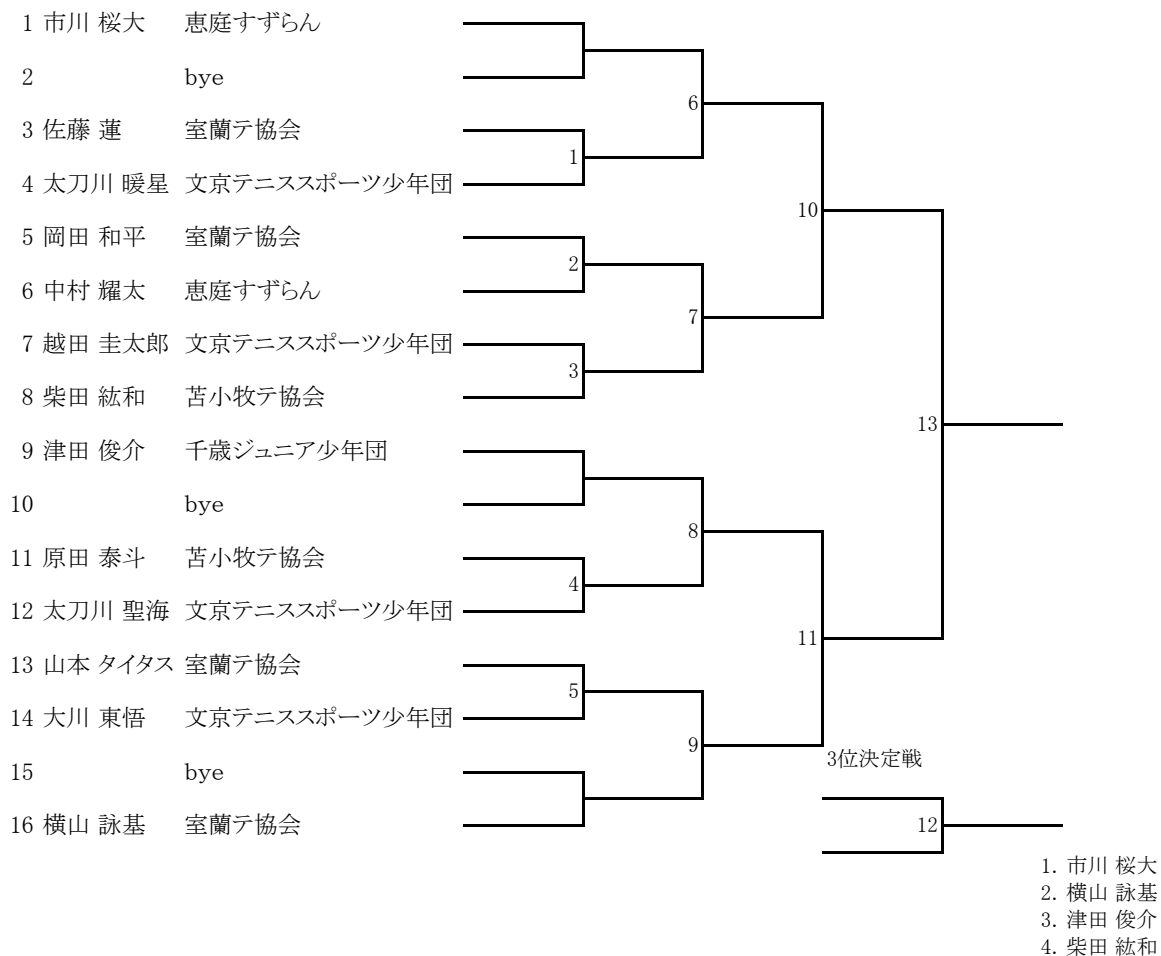 1 市川 桜大 恵庭すずらん
2 bye
6
3 佐藤 蓮 室蘭テ協会
1
4 太刀川 暖星 文京テニススポーツ少年団
10
5 岡田 和平 室蘭テ協会
2
6 中村 耀太 恵庭すずらん
7
7 越田 圭太郎 文京テニススポーツ少年団
3
8 柴田 紘和 苫小牧テ協会
13
9 津田 俊介 千歳ジュニア少年団
10 bye
8
11 原田 泰斗 苫小牧テ協会
4
12 太刀川 聖海 文京テニススポーツ少年団
11
13 山本 タイタス 室蘭テ協会
5
14 大川 東悟 文京テニススポーツ少年団
9
3位決定戦
15 bye
16 横山 詠基 室蘭テ協会
12
1. 市川 桜大
2. 横山 詠基
3. 津田 俊介
4. 柴田 紘和